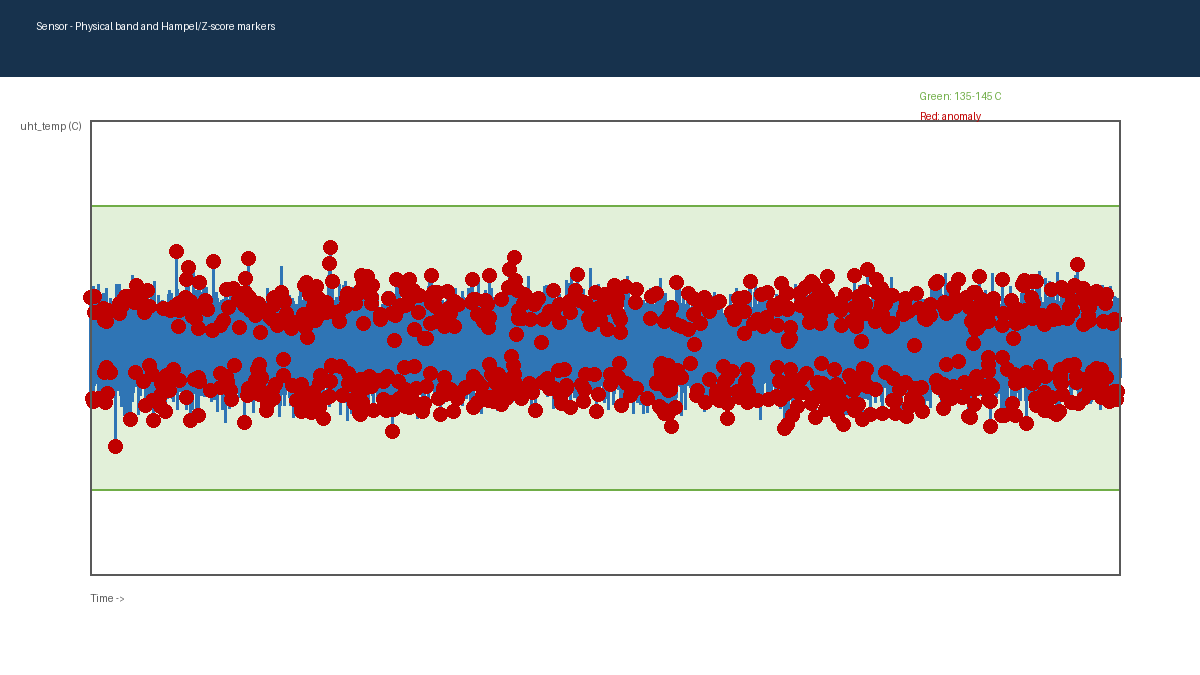 Sensor - Physical band and Hampel/Z-score markers
Green: 135-145 C
Red: anomaly
uht_temp (C)
Time ->